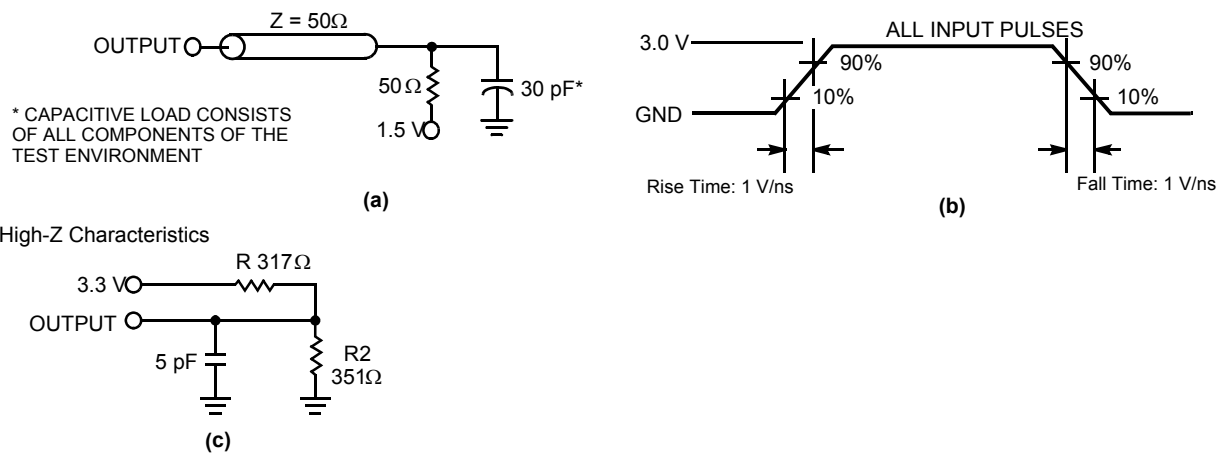 Z = 50Ω
OUTPUT
50Ω
30 pF*
1.5 V
* CAPACITIVE LOAD CONSISTS
OF ALL COMPONENTS OF THE
TEST ENVIRONMENT
(a)
ALL INPUT PULSES
3.0 V
90%
90%
10%
10%
GND
Rise Time: 1 V/ns
Fall Time: 1 V/ns
(b)
High-Z Characteristics
R 317Ω
3.3 V
OUTPUT
5 pF
R2
351Ω
(c)